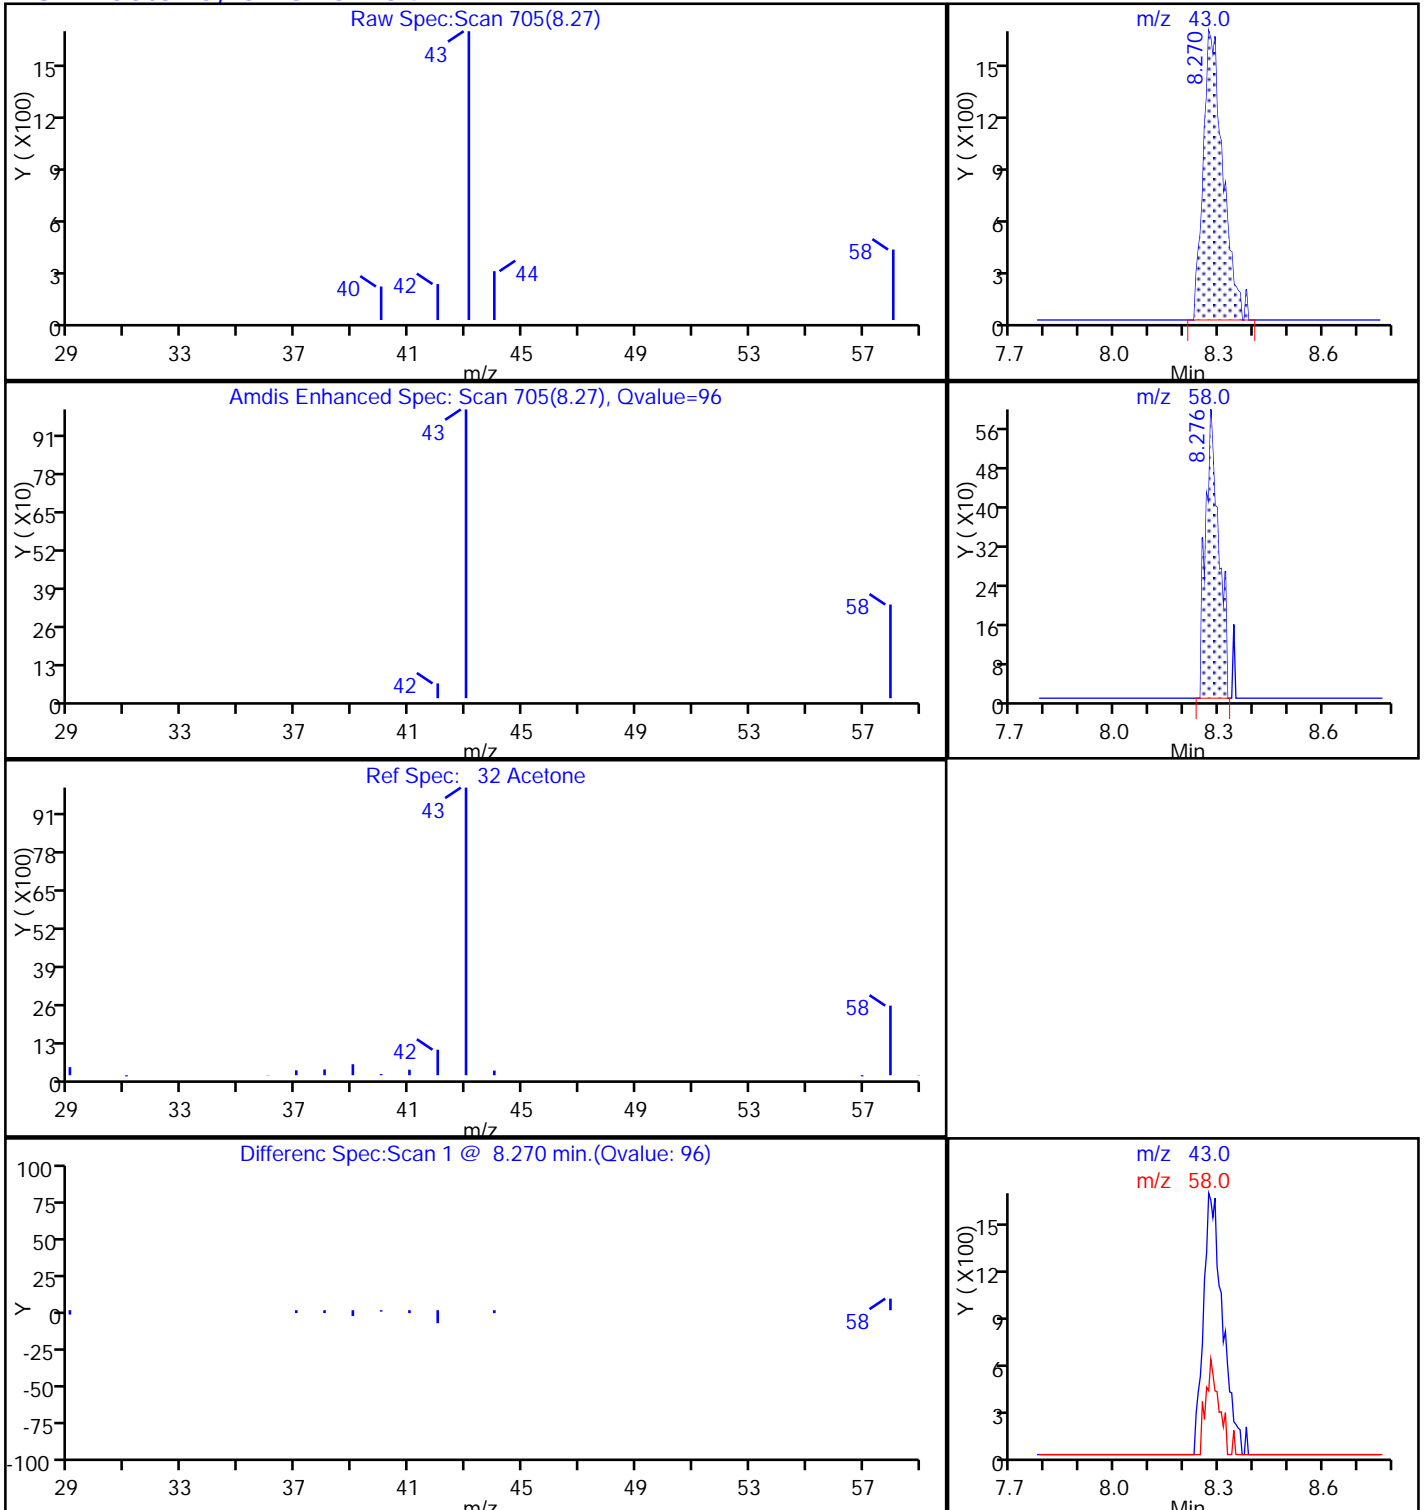 Raw Spec:Scan 705(8.27)
Y ( X100)
15
12
9
6
3
0
43
40
42
44
58
29 33 37 41 45 49 53 57
m/z
m/z 43.0
Y ( X100)
15
12
9
6
3
0
8.270
7.7 8.0 8.3 8.6
Min
Amdis Enhanced Spec: Scan 705(8.27), Qvalue=96
Y ( X10)
91
78
65
52
39
26
13
0
43
42
58
29 33 37 41 45 49 53 57
m/z
m/z 58.0
Y ( X10)
56
48
40
32
24
16
8
0
8.276
7.7 8.0 8.3 8.6
Min
Ref Spec: 32 Acetone
Y ( X100)
91
78
65
52
39
26
13
0
43
42
58
29 33 37 41 45 49 53 57
m/z
Differenc Spec:Scan 1 @ 8.270 min.(Qvalue: 96)
Y
100
75
50
25
0
-25
-50
-75
-100
58
29 33 37 41 45 49 53 57
m/z
m/z 43.0
m/z 58.0
Y ( X100)
15
12
9
6
3
0
7.7 8.0 8.3 8.6
Min